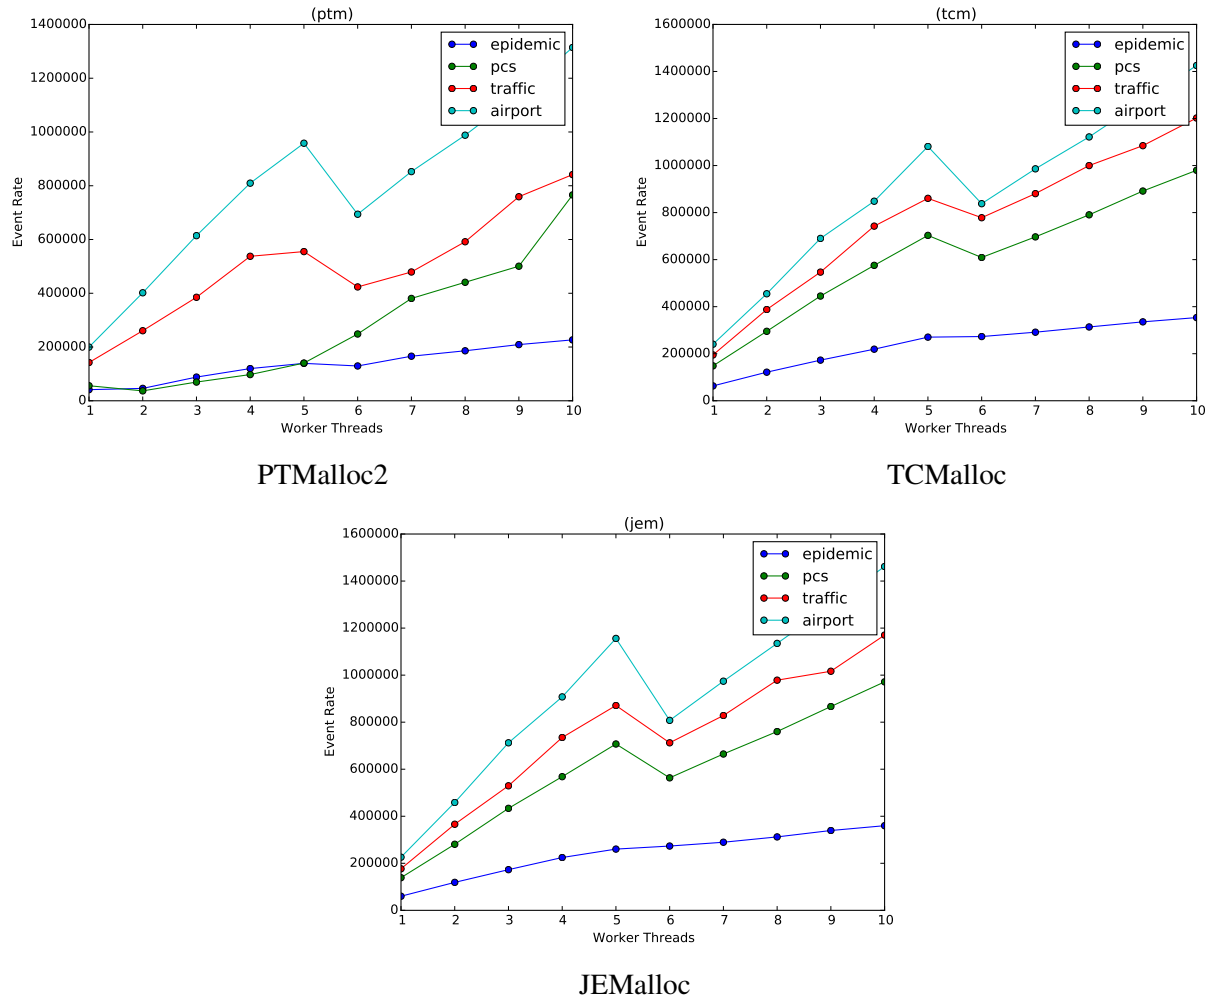 (ptm)
1400000
1200000
1000000
800000
600000
400000
200000
0
Event Rate
epidemic
pcs
traffic
airport
1 2 3 4 5 6 7 8 9 10
Worker Threads
PTMalloc2
(tcm)
1600000
1400000
1200000
1000000
800000
600000
400000
200000
0
Event Rate
epidemic
pcs
traffic
airport
1 2 3 4 5 6 7 8 9 10
Worker Threads
TCMalloc
(jem)
1600000
1400000
1200000
1000000
800000
600000
400000
200000
0
Event Rate
epidemic
pcs
traffic
airport
1 2 3 4 5 6 7 8 9 10
Worker Threads
JEMalloc